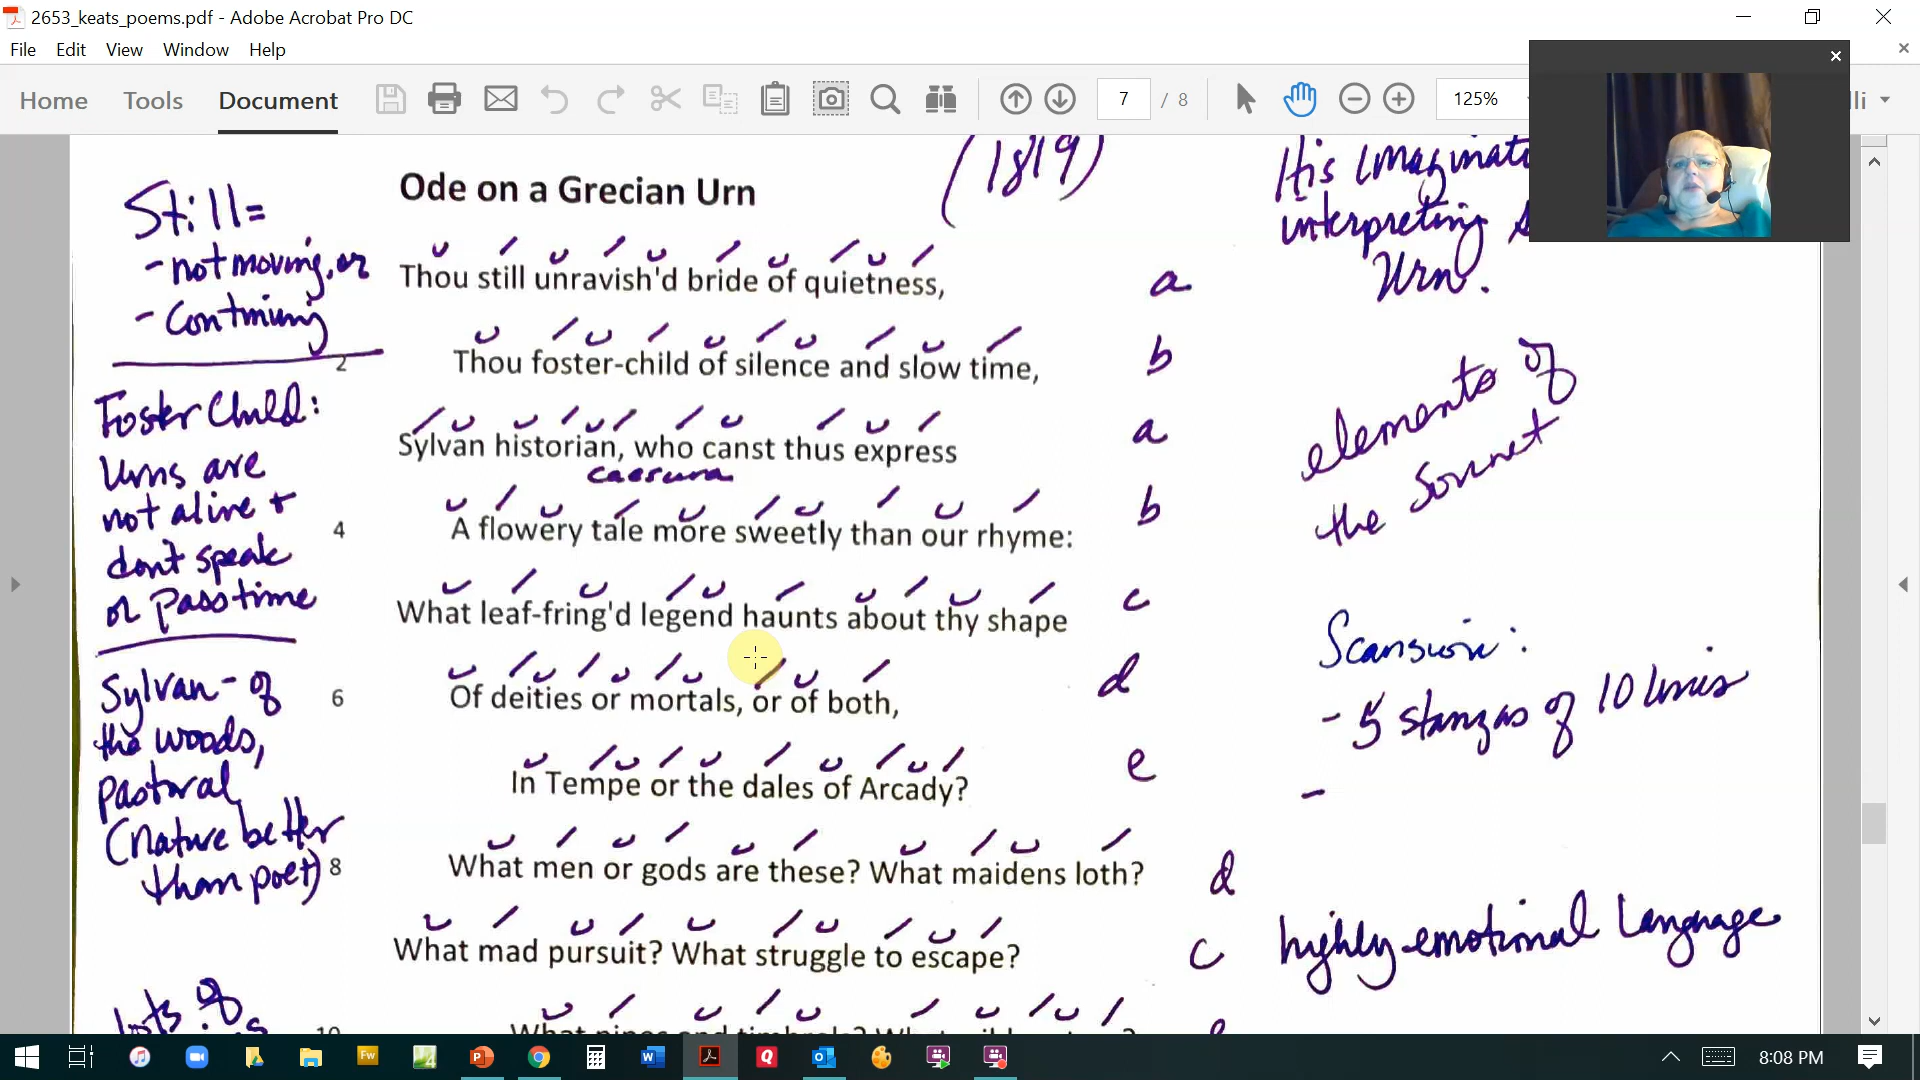 2653_keats_poems.pdf - Adobe Acrobat Pro DC
File Edit View Window Help
Home Tools Document 7 / 8 125% lli
(1819)
Ode on a Grecian Urn
Thou still unravish'd bride of quietness, a
Thou foster-child of silence and slow time, b
2
Sylvan historian, who canst thus express a
caesura
4 A flowery tale more sweetly than our rhyme: b
What leaf-fring'd legend haunts about thy shape c
6 Of deities or mortals, or of both, d
In Tempe or the dales of Arcady? e
8 What men or gods are these? What maidens loth? d
What mad pursuit? What struggle to escape? c
10
Still=
- not moving, or
- Continuing
Foster Child:
Urns are
not alive +
don't speak
or pass time
Sylvan - of
the woods,
pastoral
(nature better
than poet)
lots of
His
interpreting
Urn.
elements of
the Sonnet
Scansion:
- 5 stanzas of 10 lines
-
highly-emotional Language
Fw
8:08 PM